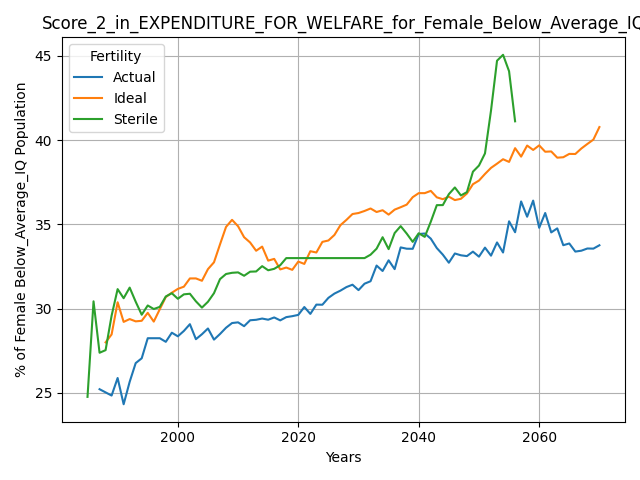 Score_2_in_EXPENDITURE_FOR_WELFARE_for_Female_Below_Average_IQ
Fertility
Actual
Ideal
Sterile
% of Female Below_Average_IQ Population
45
40
35
30
25
2000
2020
2040
2060
Years